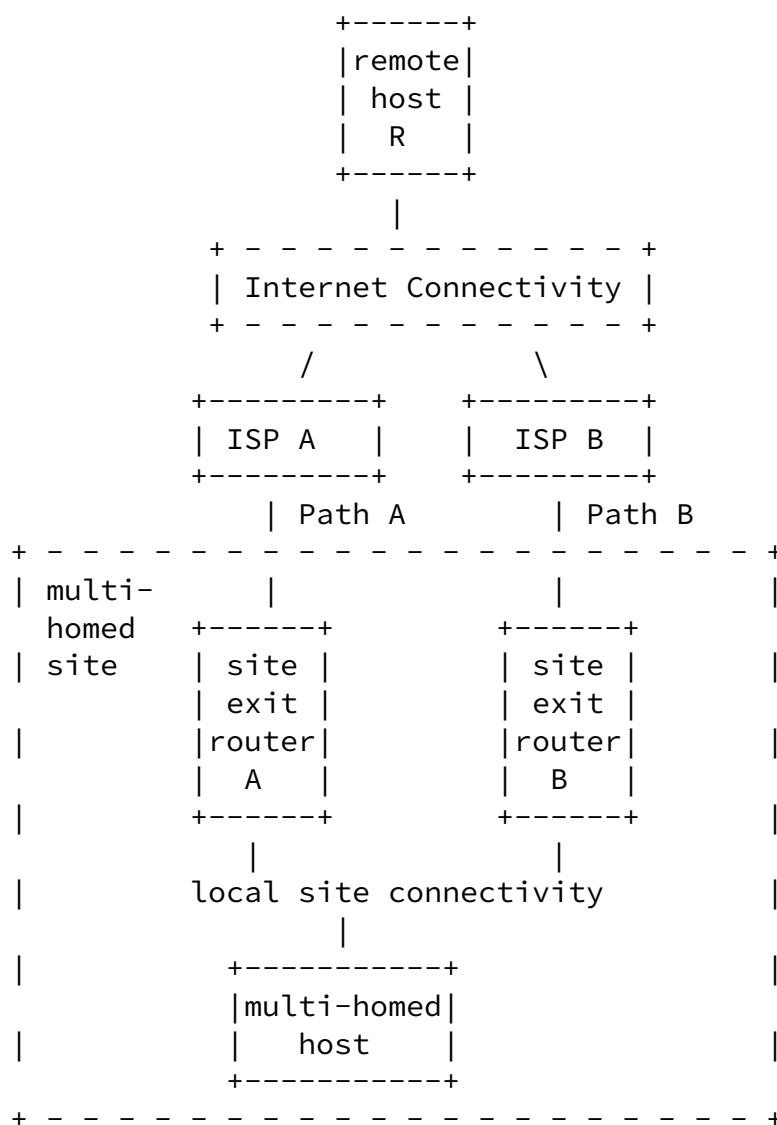 remote
host
R
Internet Connectivity
ISP A ISP B
Path A Path B
multi-
homed
site site site
exit exit
router router
A B
local site connectivity
multi-homed
host